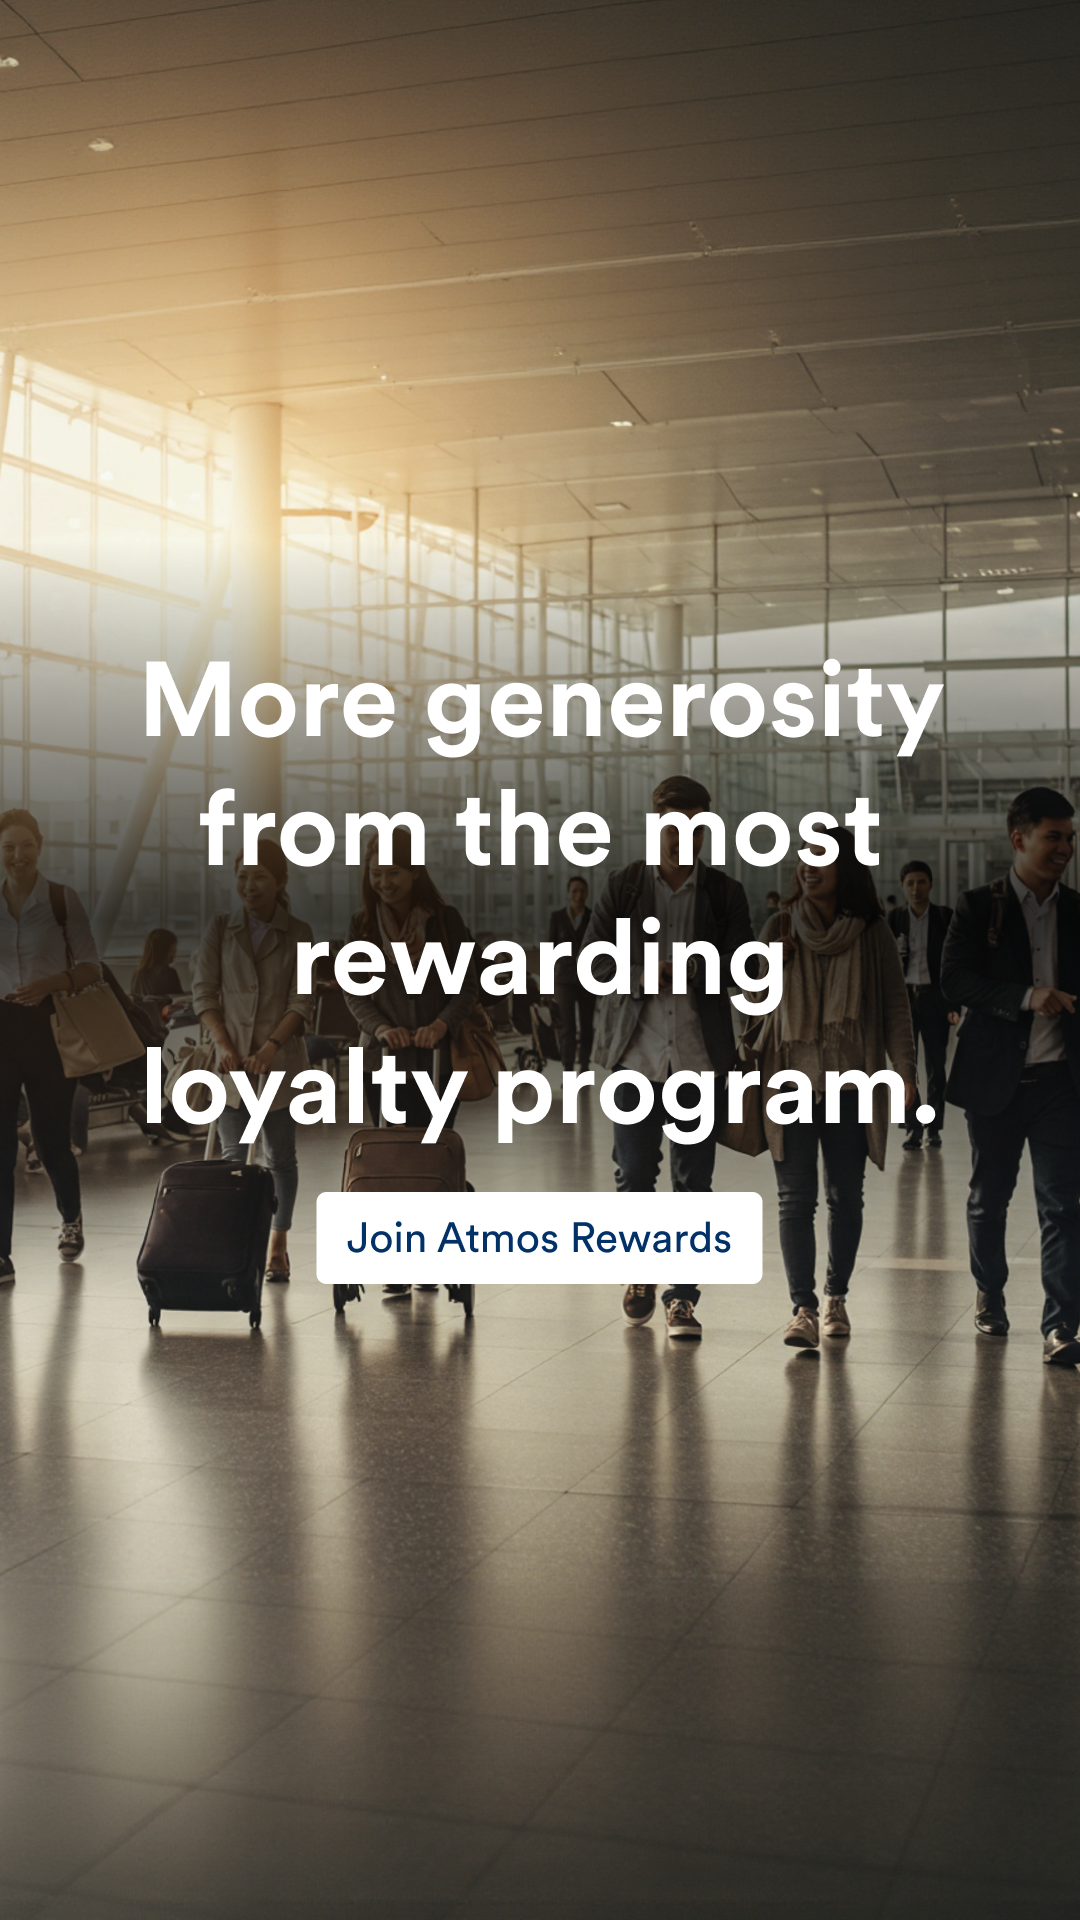 More generosity
from the most
rewarding
loyalty program.
Join Atmos Rewards